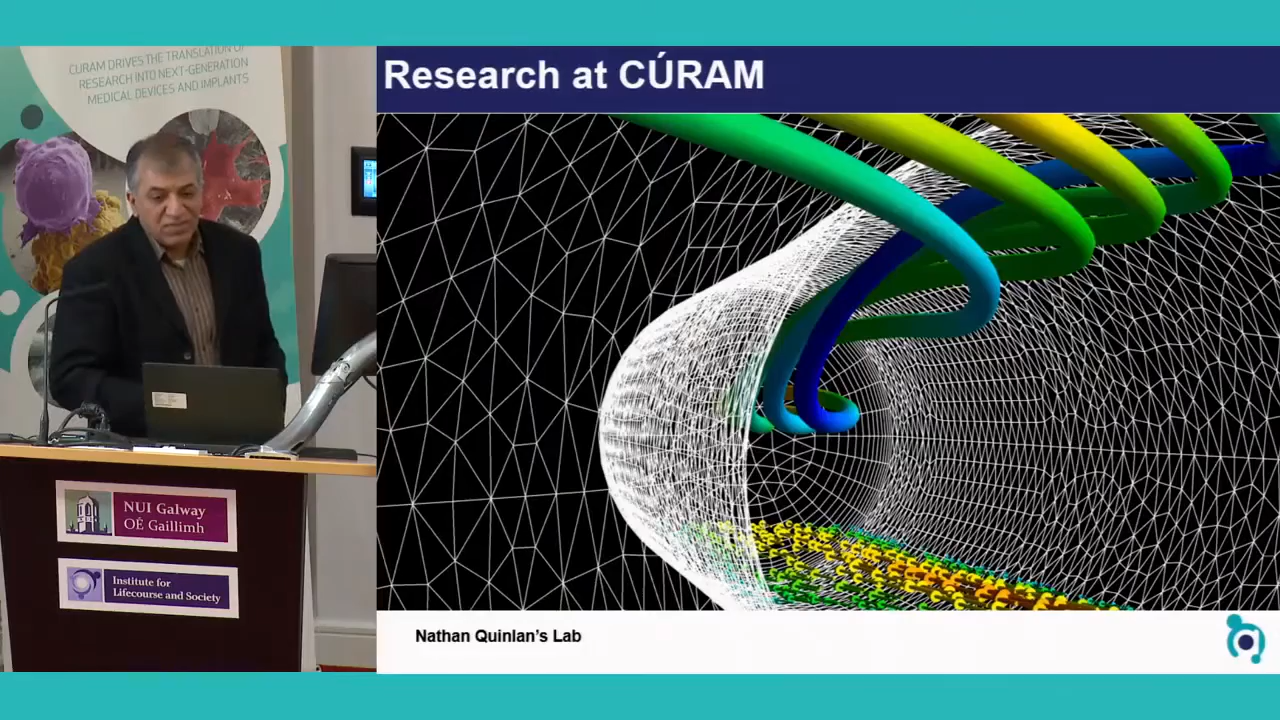 CÚRAM DRIVES THE TRANSLATION OF
RESEARCH INTO NEXT-GENERATION
MEDICAL DEVICES AND IMPLANTS
Research at CÚRAM
NUI Galway
OÉ Gaillimh
Institute for
Lifecourse and Society
Nathan Quinlan's Lab